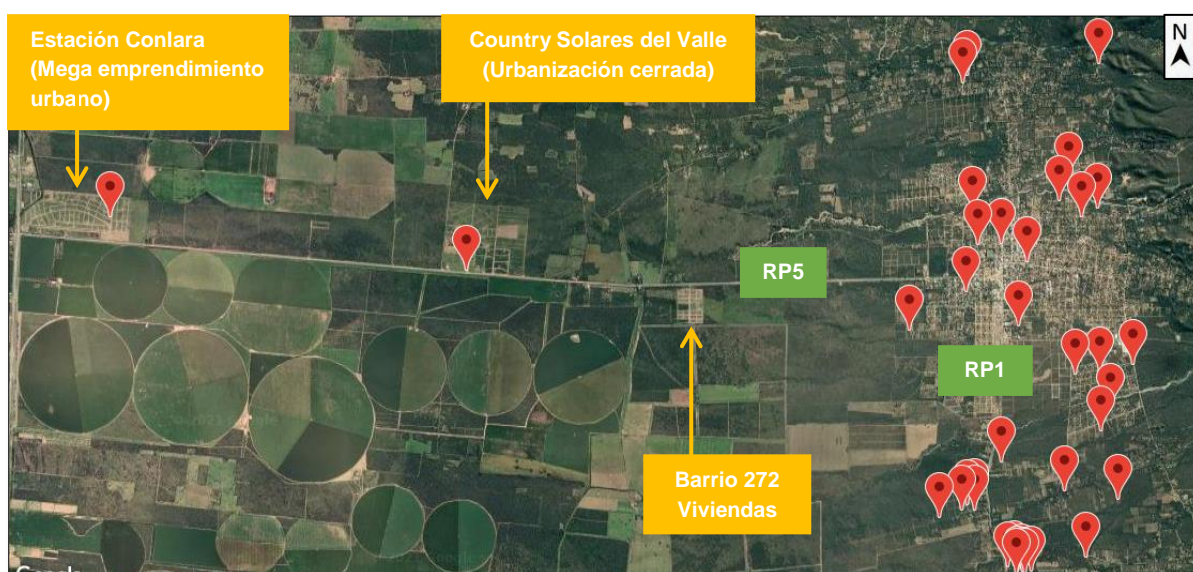 Estación Conlara
(Mega emprendimiento
urbano)
Country Solares del Valle
(Urbanización cerrada)
N
RP5
RP1
Barrio 272
Viviendas